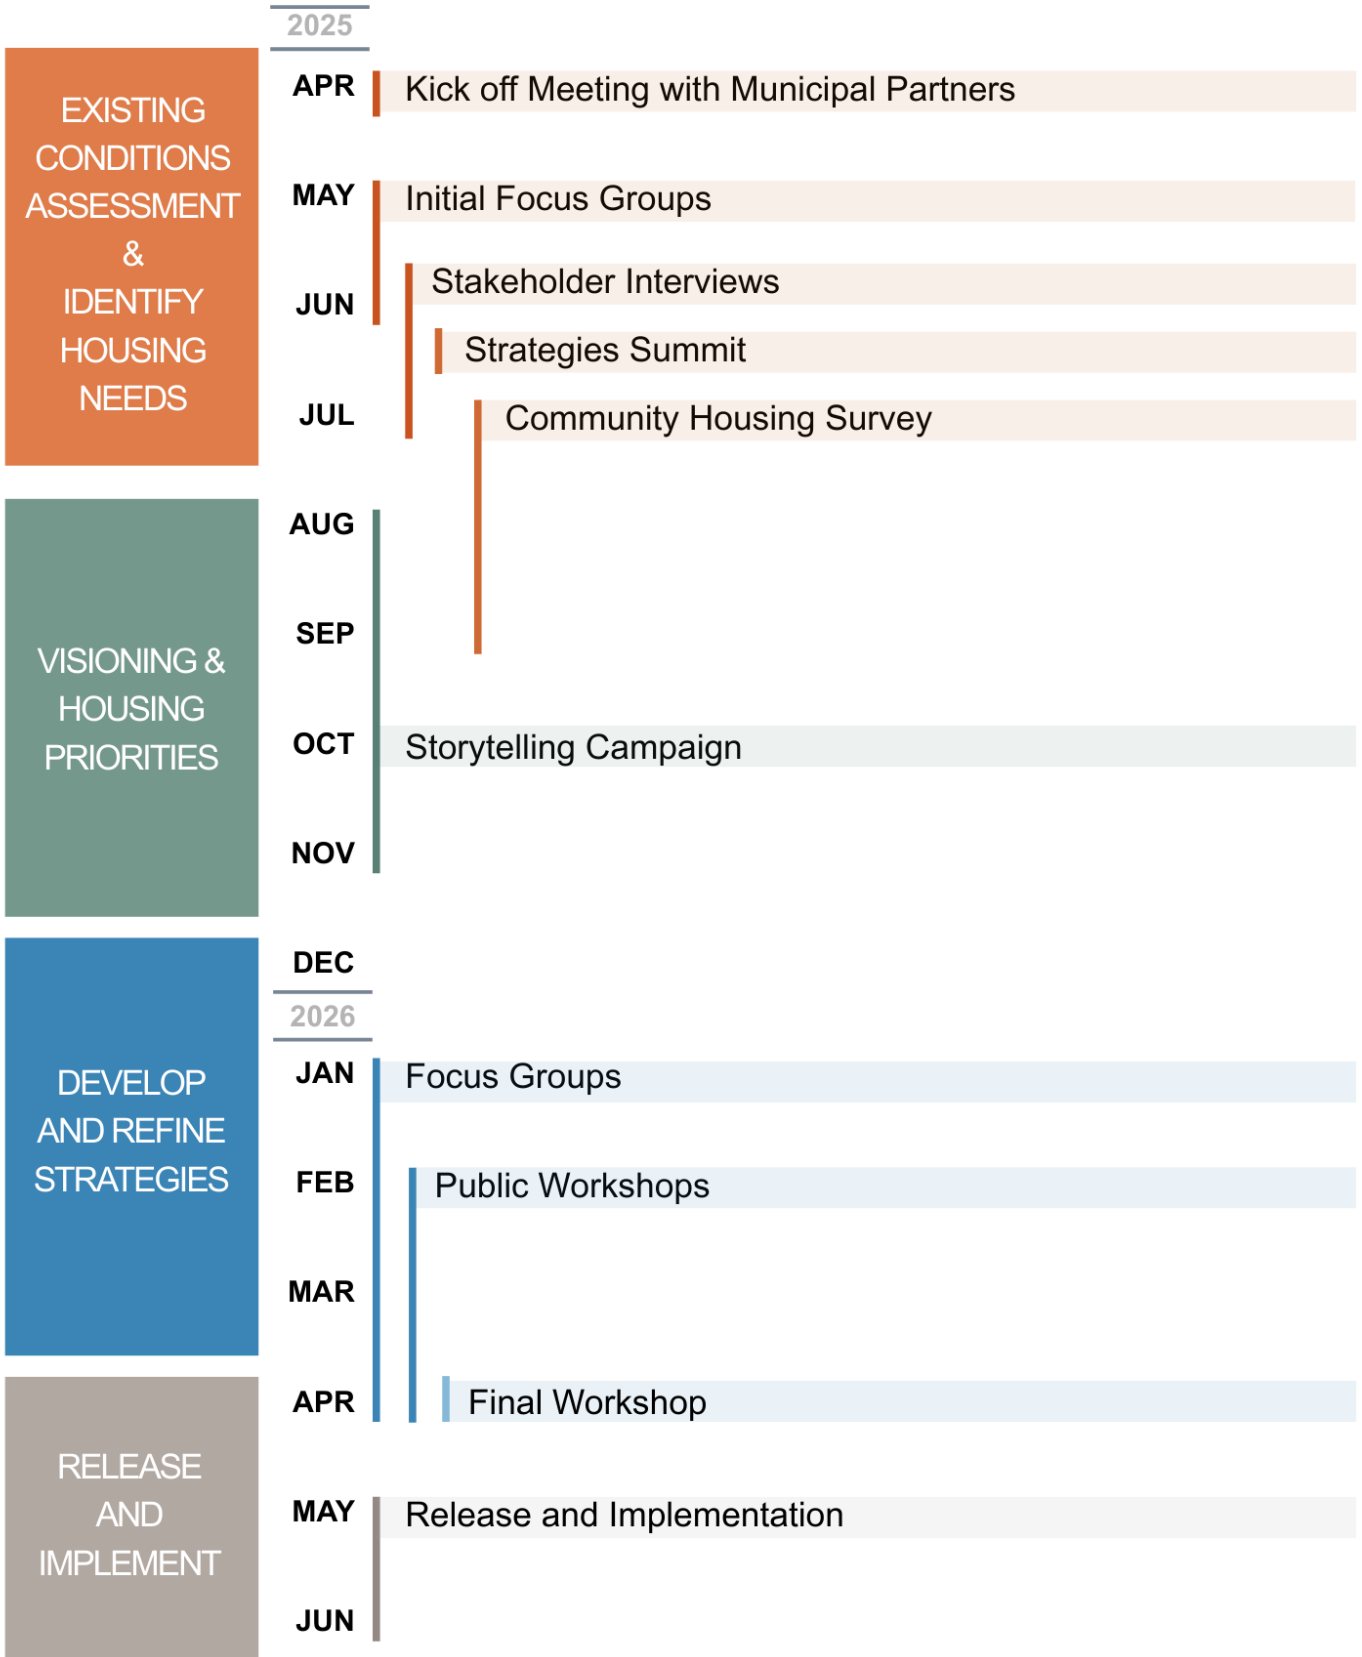 2025
EXISTING
CONDITIONS
ASSESSMENT
&
IDENTIFY
HOUSING
NEEDS
APR
Kick off Meeting with Municipal Partners
MAY
Initial Focus Groups
Stakeholder Interviews
JUN
Strategies Summit
JUL
Community Housing Survey
VISIONING &
HOUSING
PRIORITIES
AUG
SEP
OCT
Storytelling Campaign
NOV
DEVELOP
AND REFINE
STRATEGIES
DEC
2026
JAN
Focus Groups
FEB
Public Workshops
MAR
RELEASE
AND
IMPLEMENT
APR
Final Workshop
MAY
Release and Implementation
JUN